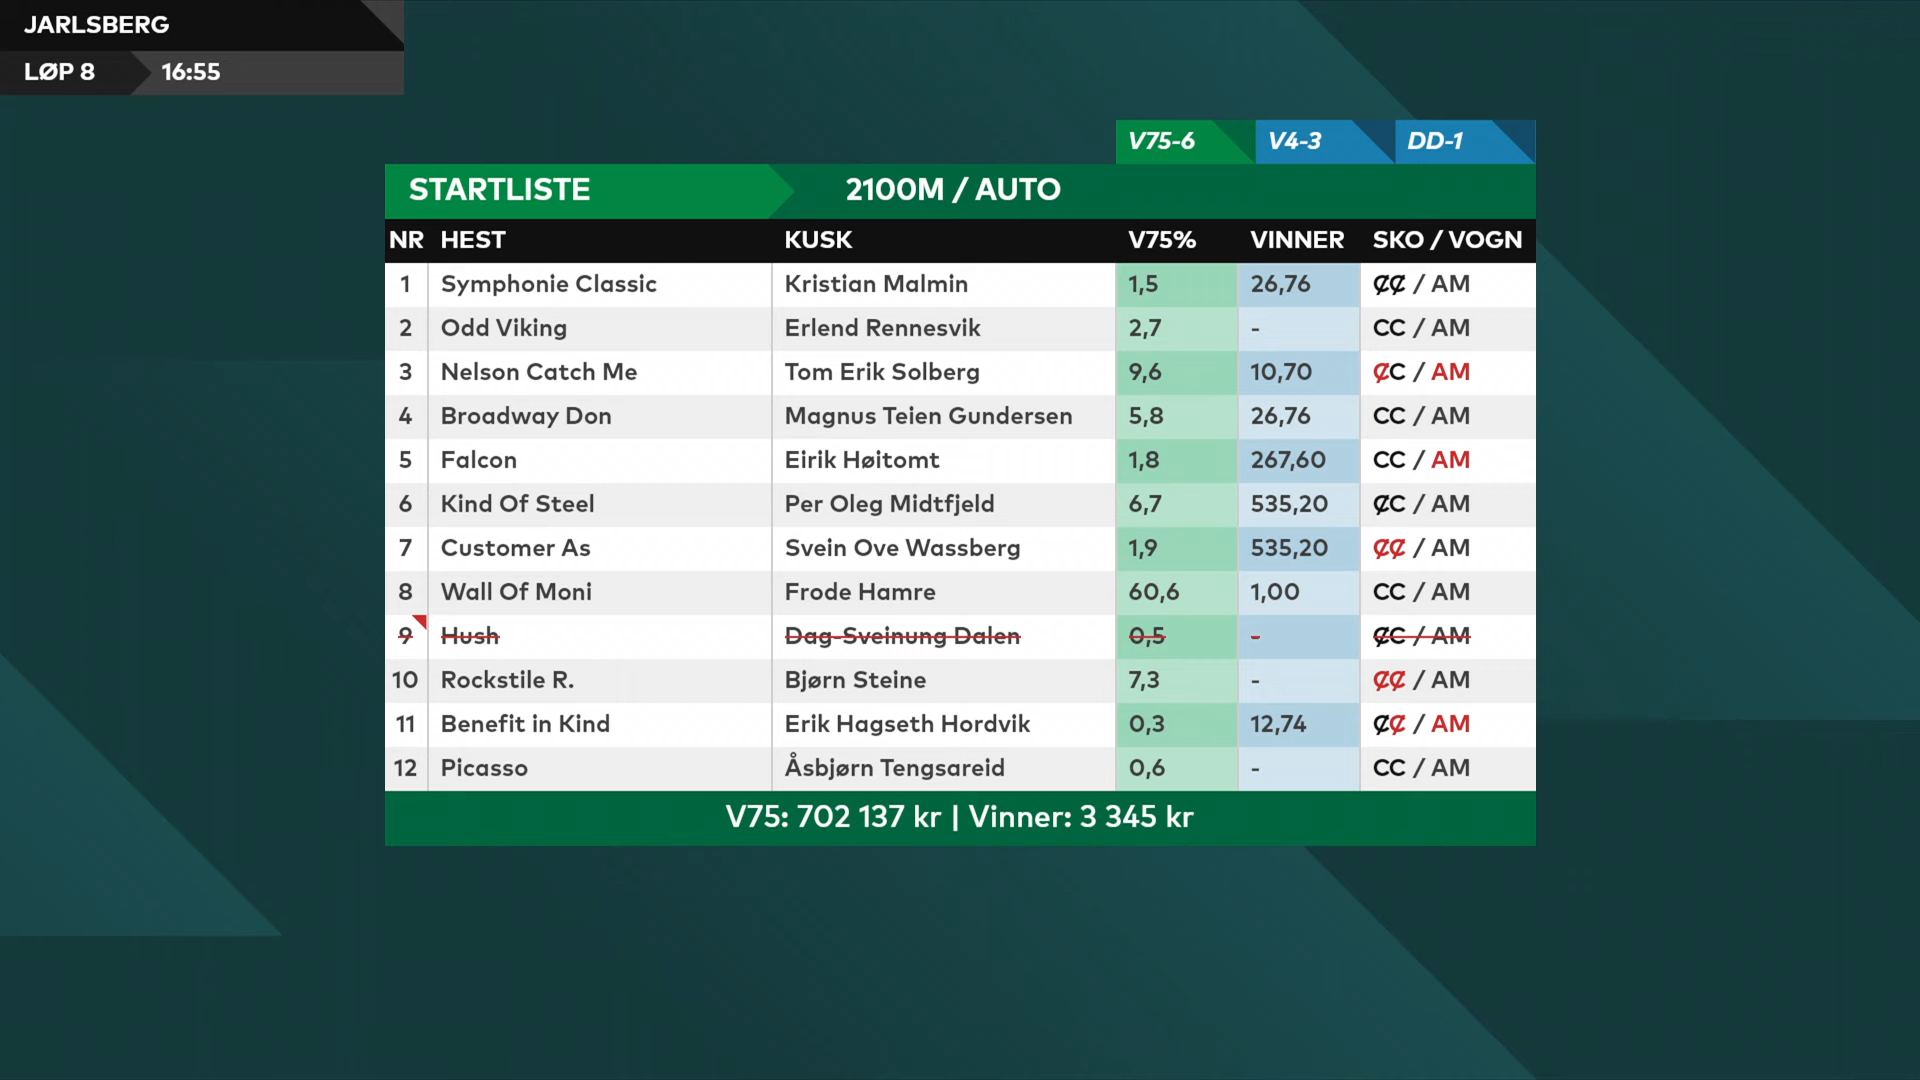 JARLSBERG
LØP 8 16:55
V75-6 V4-3 DD-1
STARTLISTE 2100M / AUTO
NR HEST KUSK V75% VINNER SKO / VOGN
1 Symphonie Classic Kristian Malmin 1,5 26,76 ȻȻ / AM
2 Odd Viking Erlend Rennesvik 2,7 - CC / AM
3 Nelson Catch Me Tom Erik Solberg 9,6 10,70 ȻC / AM
4 Broadway Don Magnus Teien Gundersen 5,8 26,76 CC / AM
5 Falcon Eirik Høitomt 1,8 267,60 CC / AM
6 Kind Of Steel Per Oleg Midtfjeld 6,7 535,20 ȻC / AM
7 Customer As Svein Ove Wassberg 1,9 535,20 ȻȻ / AM
8 Wall Of Moni Frode Hamre 60,6 1,00 CC / AM
9 Hush Dag-Sveinung Dalen 0,5 - ȻC / AM
10 Rockstile R. Bjørn Steine 7,3 - ȻȻ / AM
11 Benefit in Kind Erik Hagseth Hordvik 0,3 12,74 ȻȻ / AM
12 Picasso Åsbjørn Tengsareid 0,6 - CC / AM
V75: 702 137 kr | Vinner: 3 345 kr